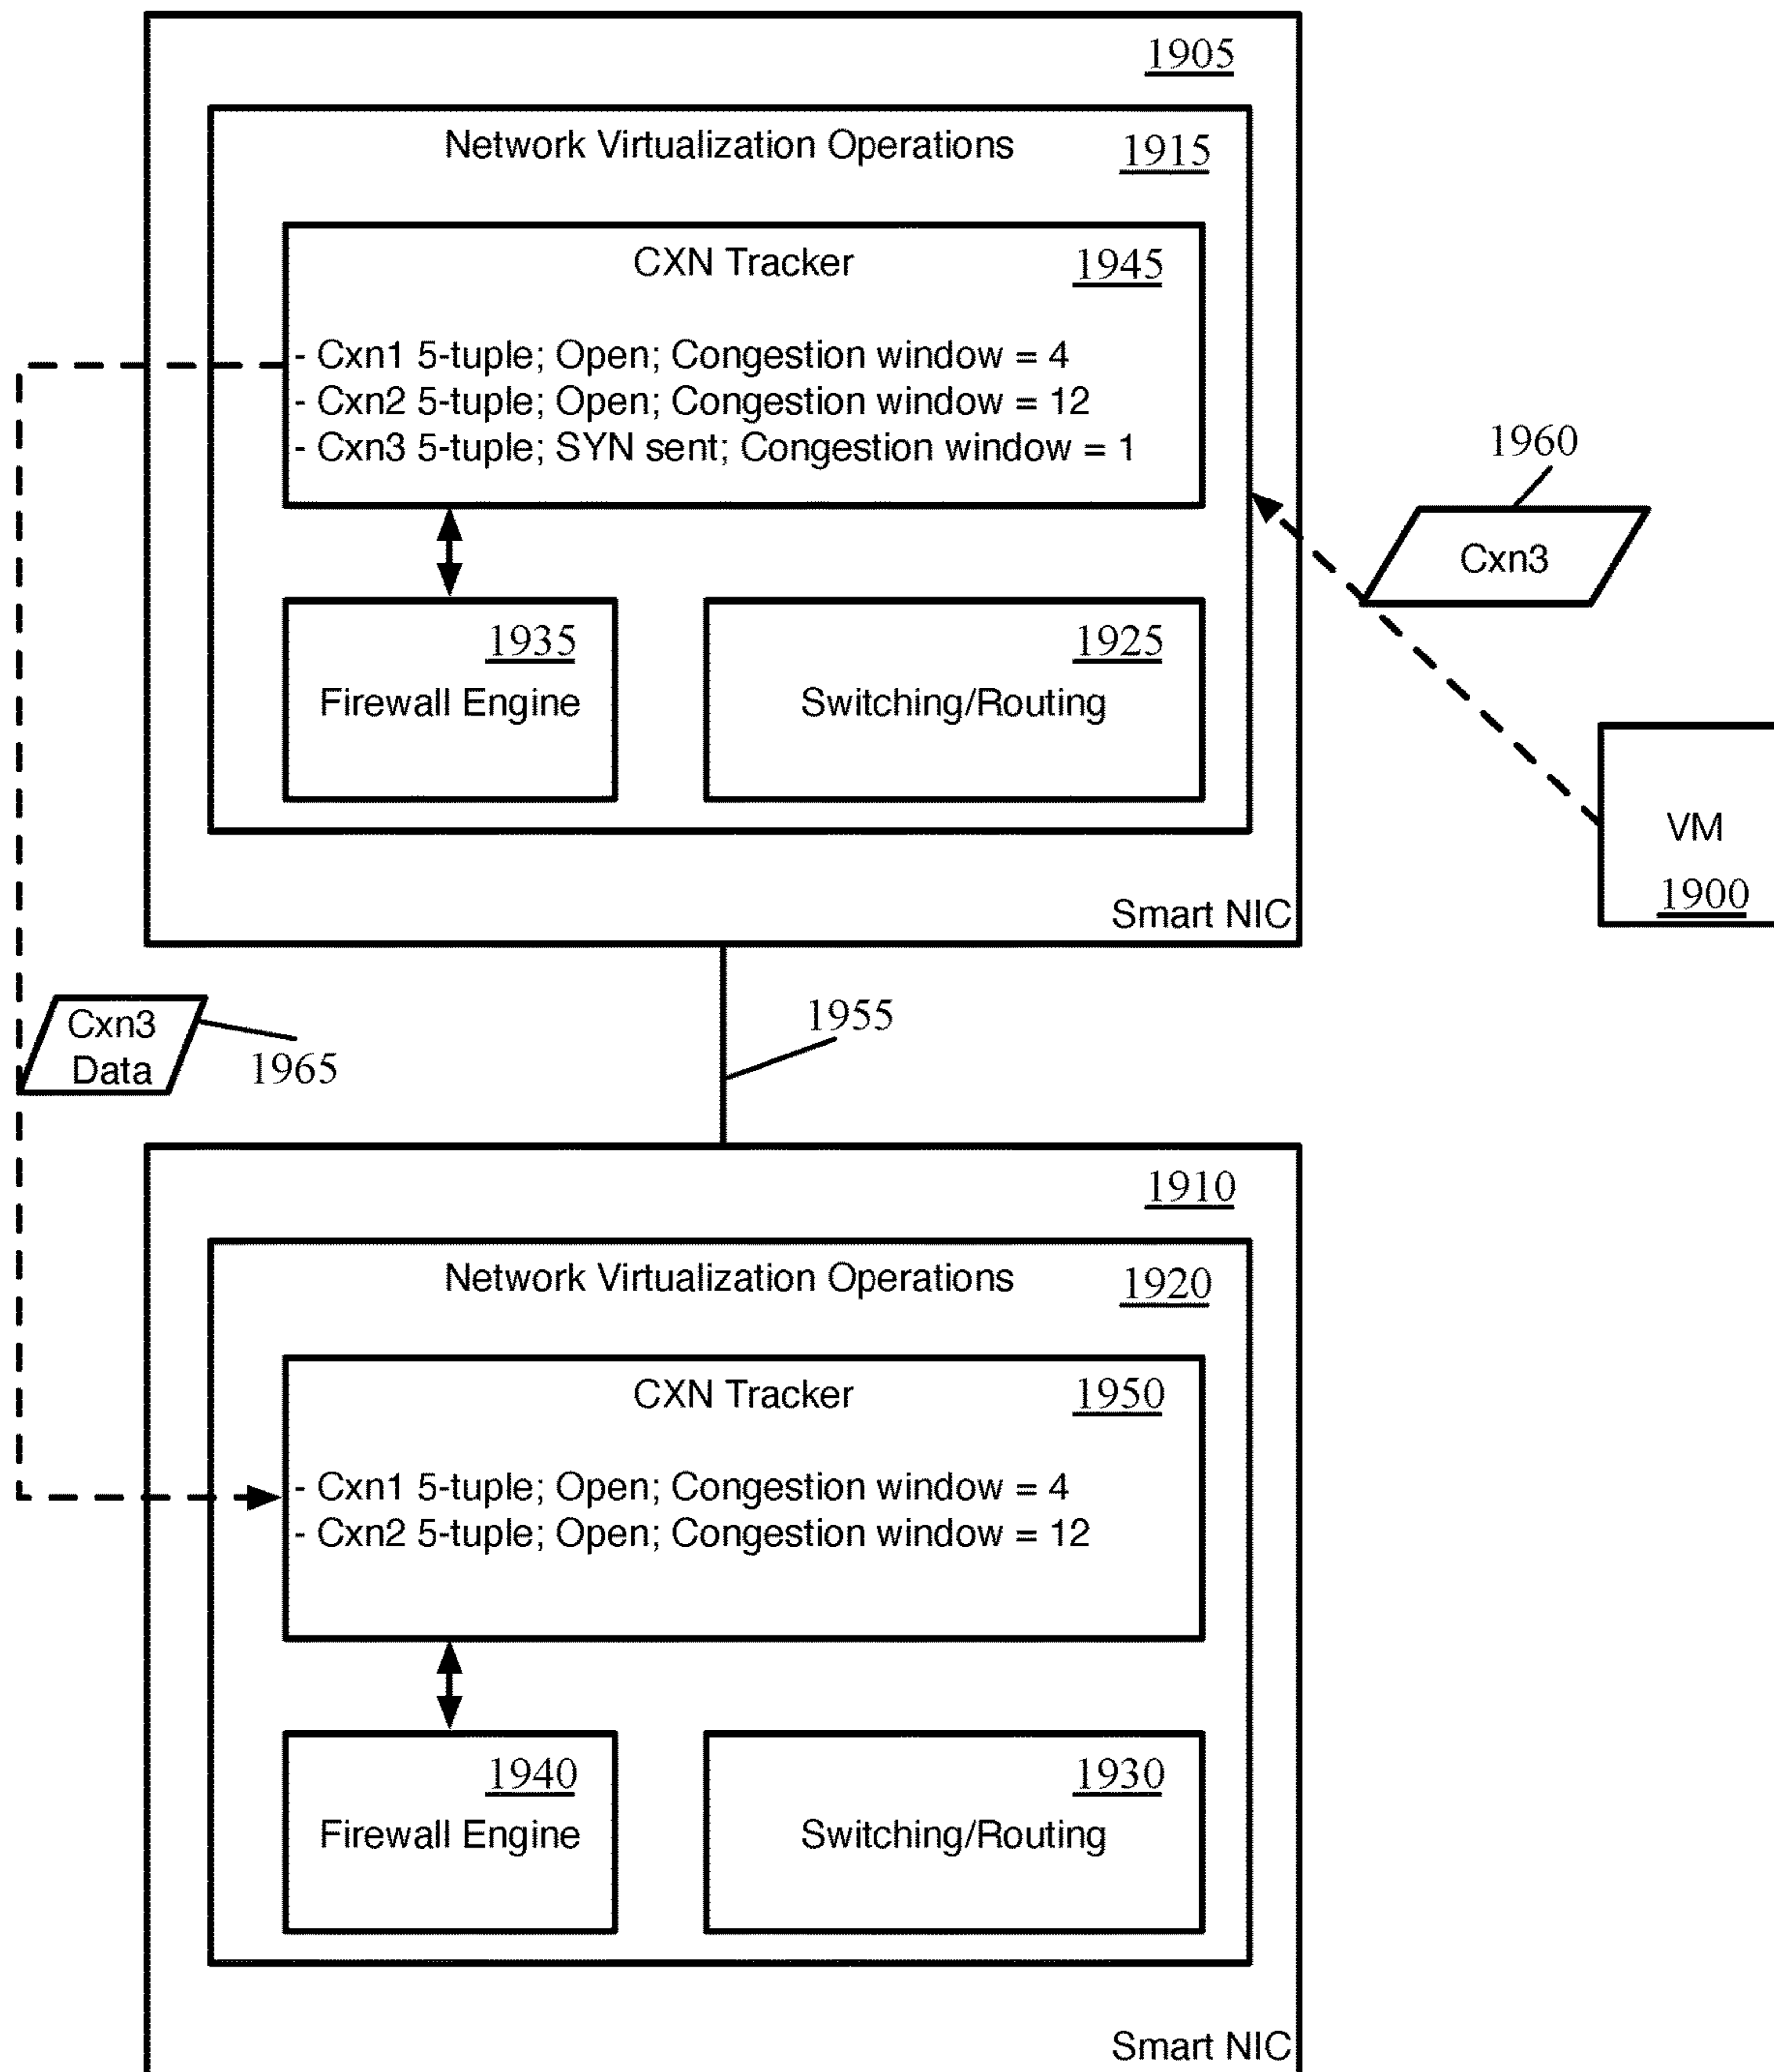 1905
Network Virtualization Operations
1915
CXN Tracker
1945
- Cxn1 5-tuple; Open; Congestion window = 4
- Cxn2 5-tuple; Open; Congestion window = 12
- Cxn3 5-tuple; SYN sent; Congestion window = 1
1960
Cxn3
1935
Firewall Engine
1925
Switching/Routing
VM
1900
Smart NIC
Cxn3
Data
1965
1955
1910
Network Virtualization Operations
1920
CXN Tracker
1950
- Cxn1 5-tuple; Open; Congestion window = 4
- Cxn2 5-tuple; Open; Congestion window = 12
1940
Firewall Engine
1930
Switching/Routing
Smart NIC